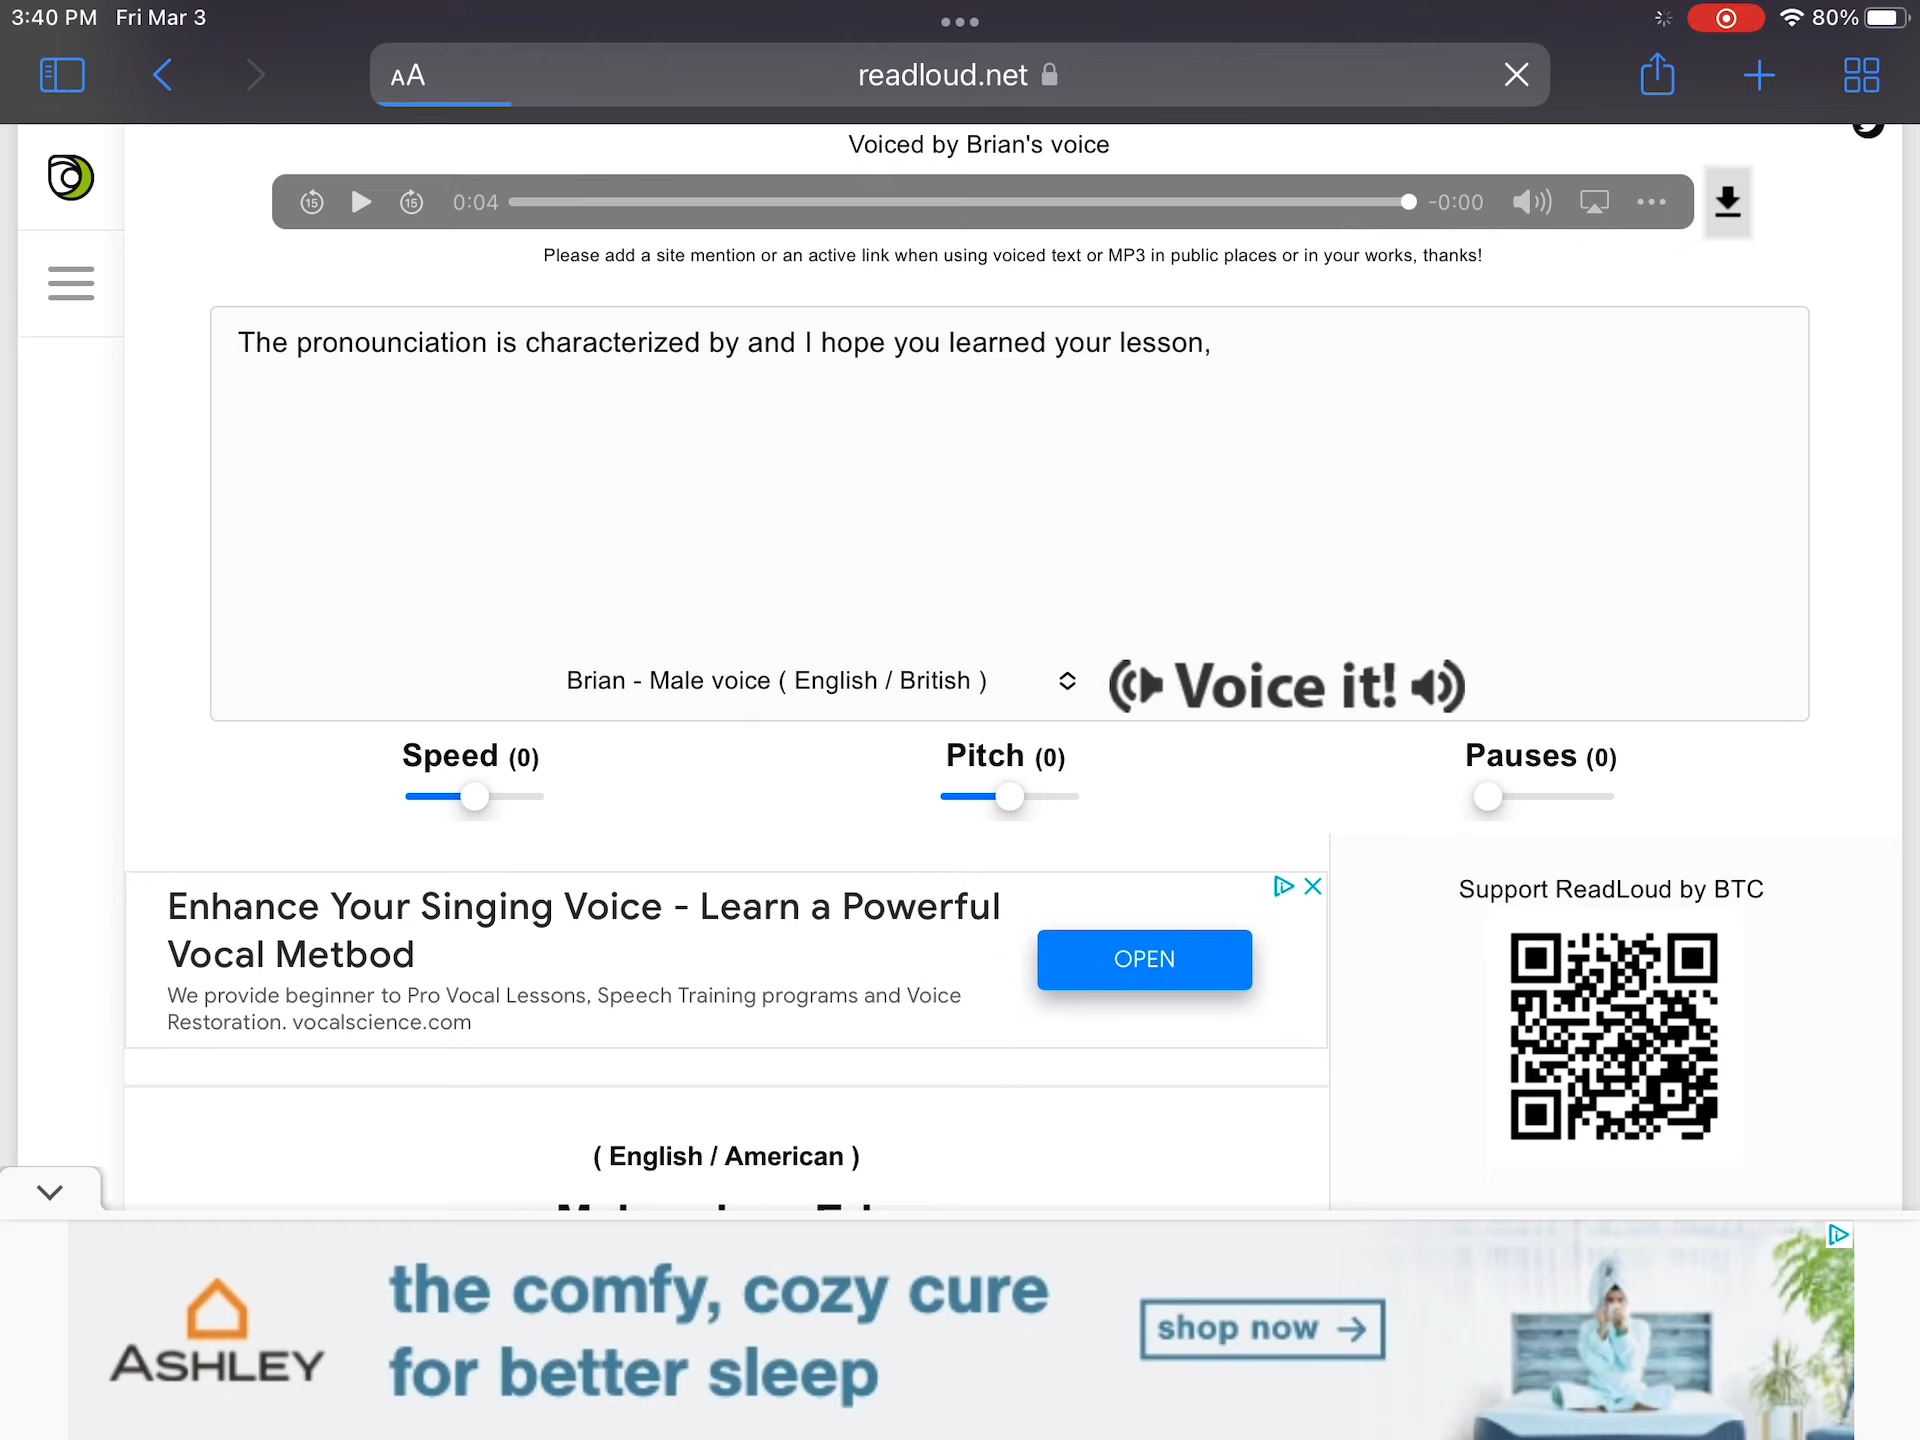 3:40 PM Fri Mar 3
80%
AA
readloud.net
Voiced by Brian's voice
15
15
0:04
-0:00
Please add a site mention or an active link when using voiced text or MP3 in public places or in your works, thanks!
The pronounciation is characterized by and I hope you learned your lesson,
Brian - Male voice ( English / British )
Voice it!
Speed (0)
Pitch (0)
Pauses (0)
Enhance Your Singing Voice - Learn a Powerful
Vocal Metbod
We provide beginner to Pro Vocal Lessons, Speech Training programs and Voice
Restoration. vocalscience.com
OPEN
Support ReadLoud by BTC
( English / American )
ASHLEY
the comfy, cozy cure
for better sleep
shop now